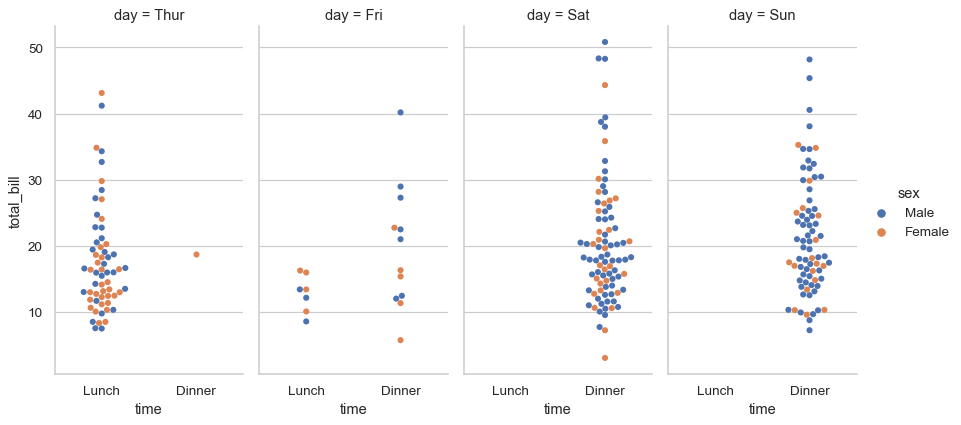 day = Thur
day = Fri
day = Sat
day = Sun
total_bill
50
40
30
20
10
Lunch
Dinner
Lunch
Dinner
Lunch
Dinner
Lunch
Dinner
time
time
time
time
sex
Male
Female